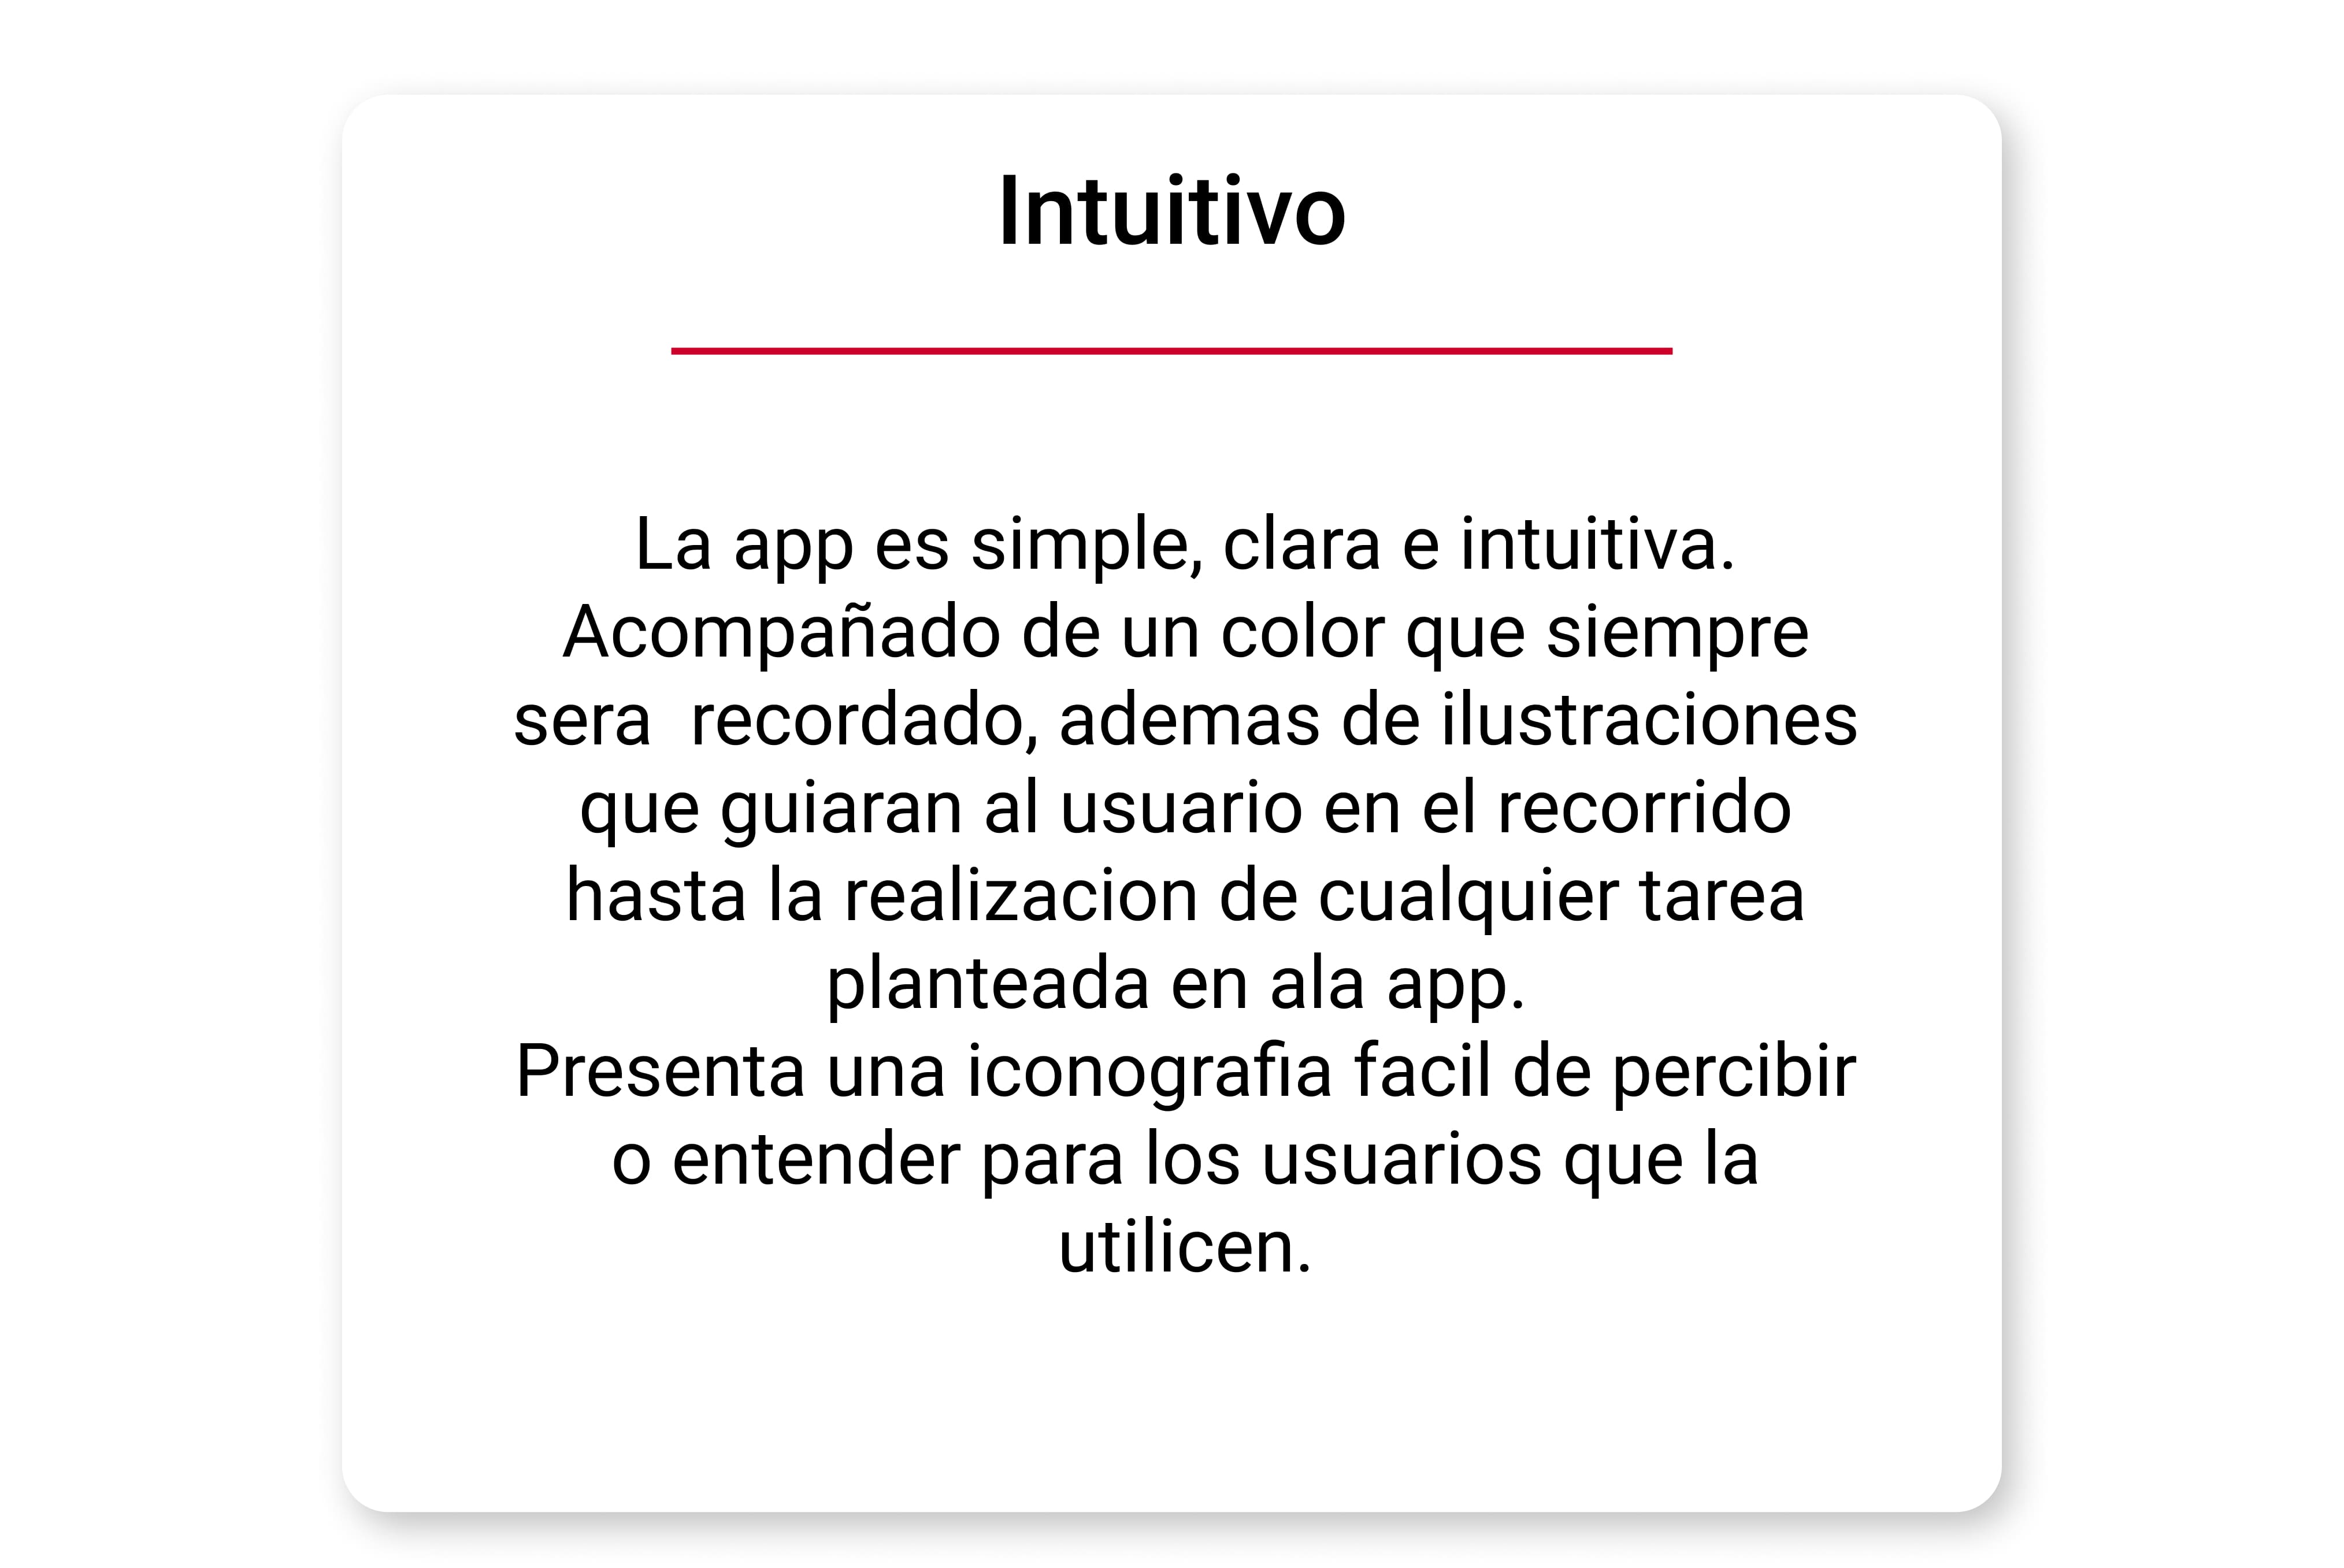 Intuitivo
La app es simple, clara e intuitiva.
Acompañado de un color que siempre
sera  recordado, ademas de ilustraciones
que guiaran al usuario en el recorrido
hasta la realizacion de cualquier tarea
planteada en ala app.
Presenta una iconografia facil de percibir
o entender para los usuarios que la
utilicen.